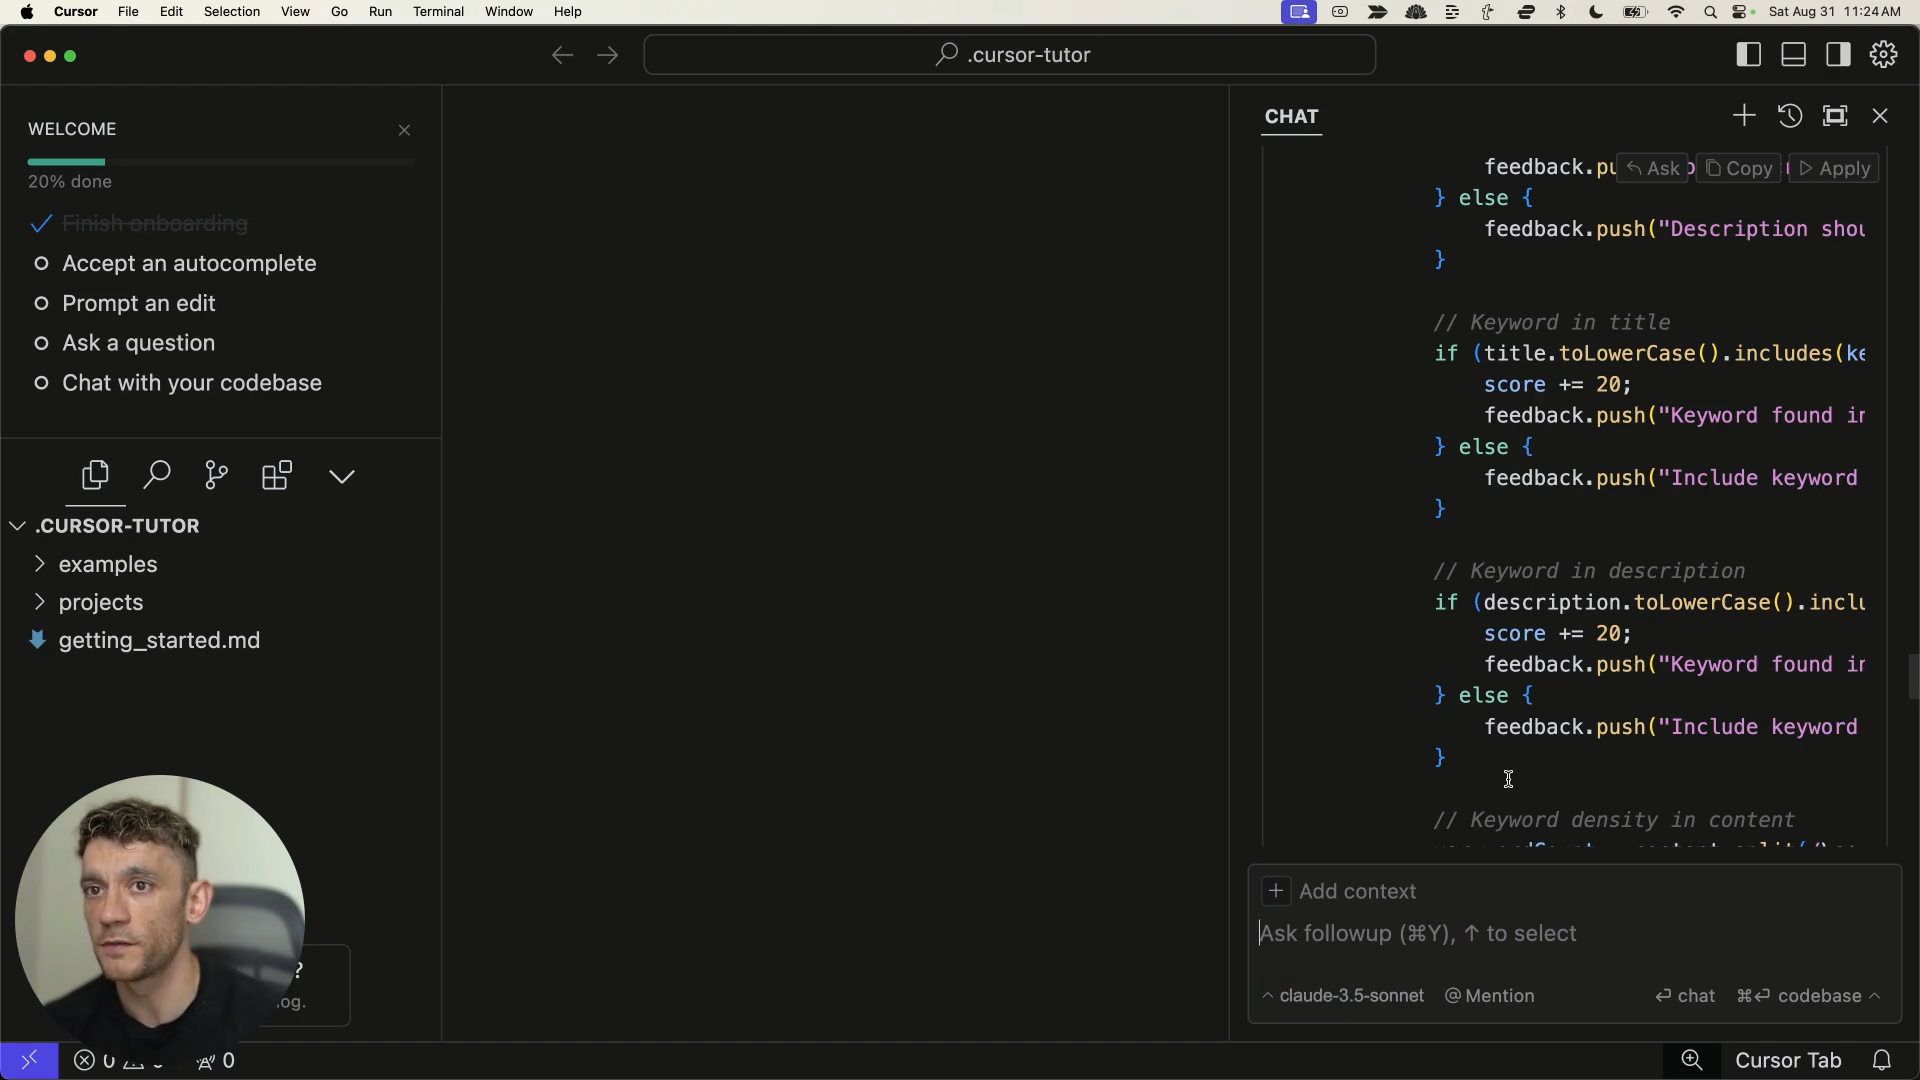 Cursor File Edit Selection View Go Run Terminal Window Help
Sat Aug 31 11:24 AM
.cursor-tutor
WELCOME
20% done
Finish onboarding
Accept an autocomplete
Prompt an edit
Ask a question
Chat with your codebase
.CURSOR-TUTOR
examples
projects
getting_started.md
?
og.
CHAT
feedback.pu
Ask Copy Apply
} else {
feedback.push("Description shou
}
// Keyword in title
if (title.toLowerCase().includes(ke
score += 20;
feedback.push("Keyword found in
} else {
feedback.push("Include keyword
}
// Keyword in description
if (description.toLowerCase().inclu
score += 20;
feedback.push("Keyword found in
} else {
feedback.push("Include keyword
}
// Keyword density in content
+ Add context
Ask followup (⌘Y), ↑ to select
^ claude-3.5-sonnet @ Mention ↵ chat ⌘↵ codebase ^
0 0
Cursor Tab